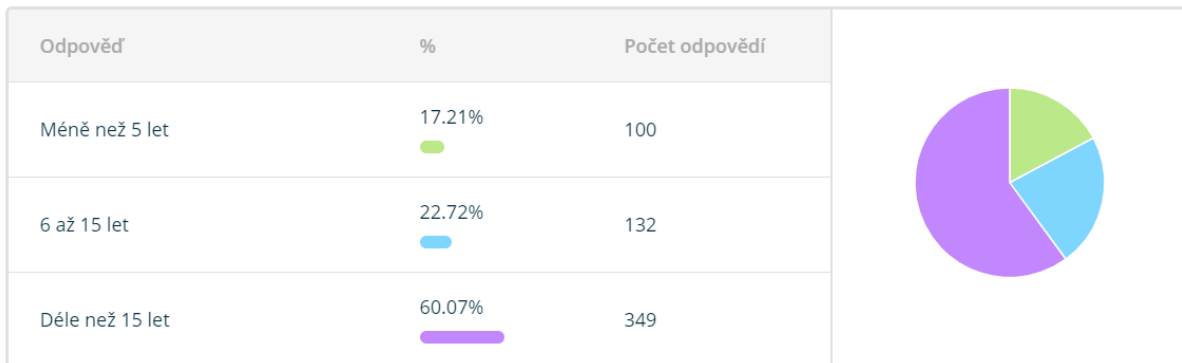 Odpověď % Počet odpovědí
Méně než 5 let 17.21% 100
6 až 15 let 22.72% 132
Déle než 15 let 60.07% 349